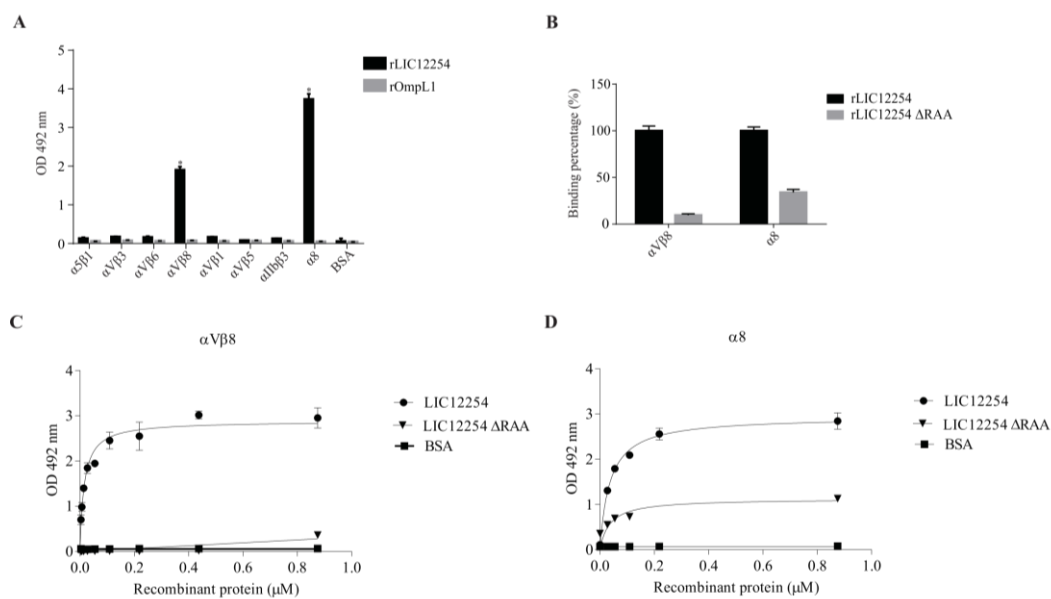 A
OD 492 nm
5
4
3
2
1
0
*
*
α5β1
αVβ3
αVβ6
αVβ8
αVβ1
αVβ5
αIIbβ3
α8
BSA
rLIC12254
rOmpL1
B
Binding percentage (%)
150
100
50
0
αVβ8
α8
rLIC12254
rLIC12254 ΔRAA
C
αVβ8
OD 492 nm
4
3
2
1
0
0.0 0.2 0.4 0.6 0.8 1.0
Recombinant protein (μM)
LIC12254
LIC12254 ΔRAA
BSA
D
α8
OD 492 nm
4
3
2
1
0
0.0 0.2 0.4 0.6 0.8 1.0
Recombinant protein (μM)
LIC12254
LIC12254 ΔRAA
BSA